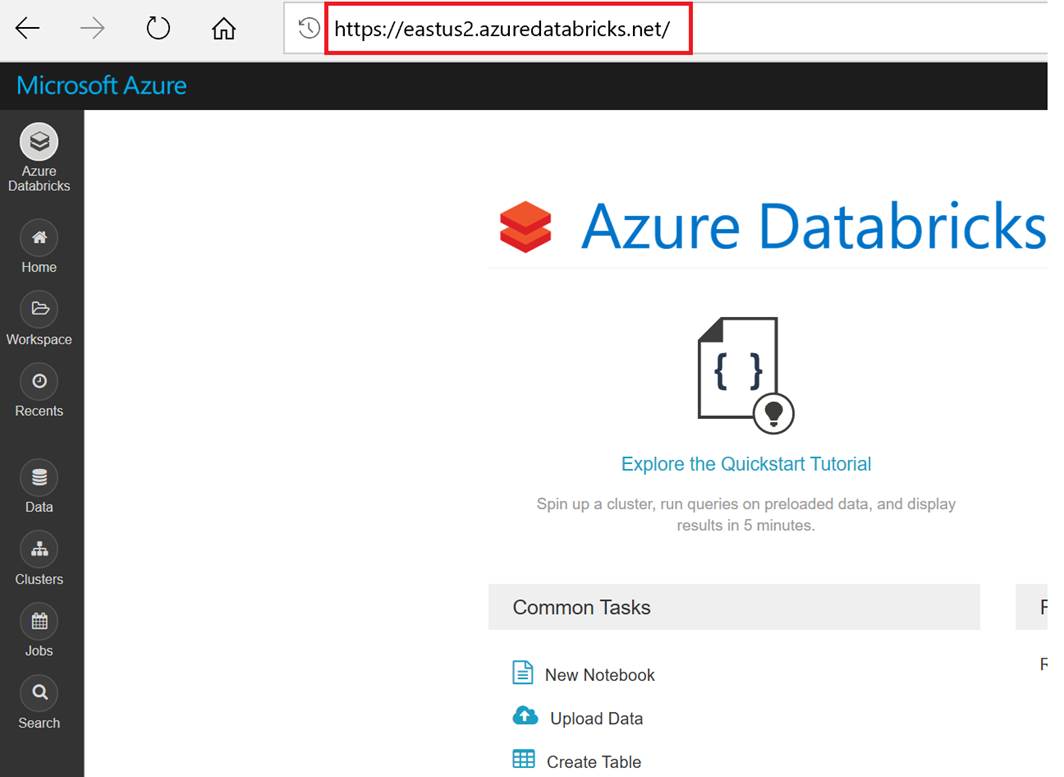 https://eastus2.azuredatabricks.net/
Microsoft Azure
Azure
Databricks
Home
Workspace
Recents
Data
Clusters
Jobs
Search
Azure Databricks
{ }
Explore the Quickstart Tutorial
Spin up a cluster, run queries on preloaded data, and display
results in 5 minutes.
Common Tasks
New Notebook
Upload Data
Create Table